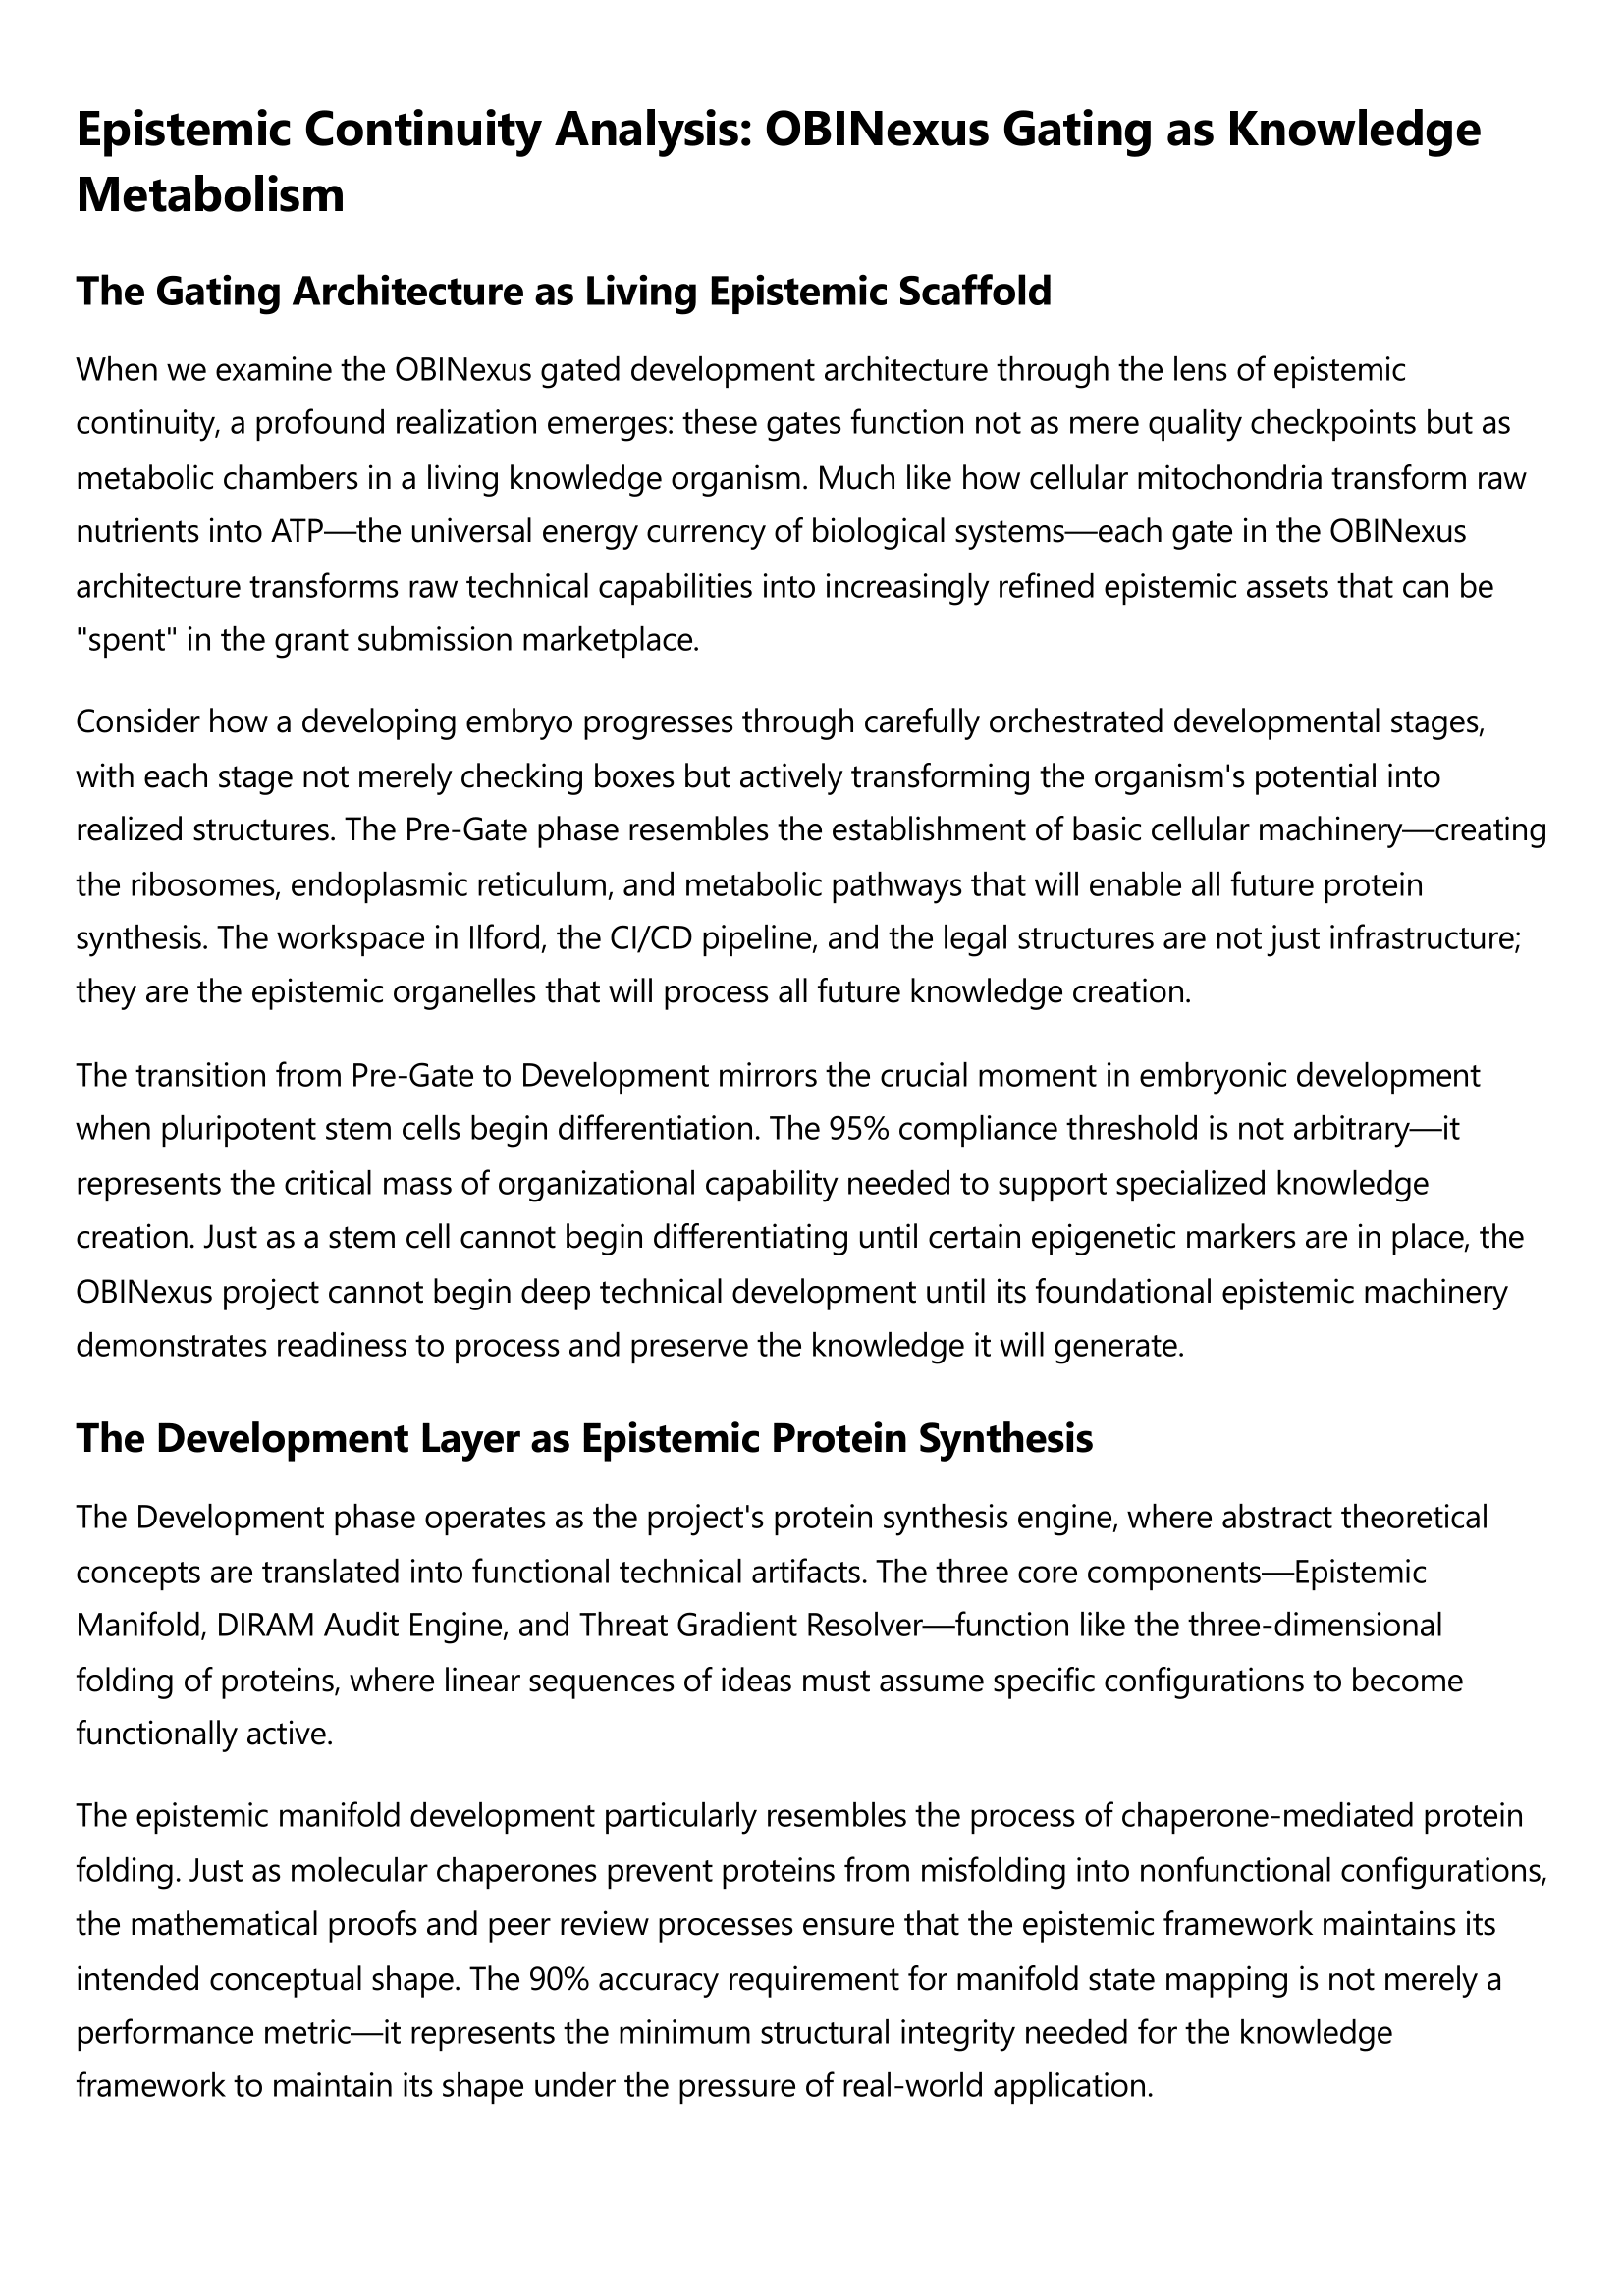 Epistemic Continuity Analysis: OBINexus Gating as Knowledge
Metabolism
The Gating Architecture as Living Epistemic Scaffold
When we examine the OBINexus gated development architecture through the lens of epistemic
continuity, a profound realization emerges: these gates function not as mere quality checkpoints but as
metabolic chambers in a living knowledge organism. Much like how cellular mitochondria transform raw
nutrients into ATP—the universal energy currency of biological systems—each gate in the OBINexus
architecture transforms raw technical capabilities into increasingly refined epistemic assets that can be
"spent" in the grant submission marketplace.
Consider how a developing embryo progresses through carefully orchestrated developmental stages,
with each stage not merely checking boxes but actively transforming the organism's potential into
realized structures. The Pre-Gate phase resembles the establishment of basic cellular machinery—creating
the ribosomes, endoplasmic reticulum, and metabolic pathways that will enable all future protein
synthesis. The workspace in Ilford, the CI/CD pipeline, and the legal structures are not just infrastructure;
they are the epistemic organelles that will process all future knowledge creation.
The transition from Pre-Gate to Development mirrors the crucial moment in embryonic development
when pluripotent stem cells begin differentiation. The 95% compliance threshold is not arbitrary—it
represents the critical mass of organizational capability needed to support specialized knowledge
creation. Just as a stem cell cannot begin differentiating until certain epigenetic markers are in place, the
OBINexus project cannot begin deep technical development until its foundational epistemic machinery
demonstrates readiness to process and preserve the knowledge it will generate.
The Development Layer as Epistemic Protein Synthesis
The Development phase operates as the project's protein synthesis engine, where abstract theoretical
concepts are translated into functional technical artifacts. The three core components—Epistemic
Manifold, DIRAM Audit Engine, and Threat Gradient Resolver—function like the three-dimensional
folding of proteins, where linear sequences of ideas must assume specific configurations to become
functionally active.
The epistemic manifold development particularly resembles the process of chaperone-mediated protein
folding. Just as molecular chaperones prevent proteins from misfolding into nonfunctional configurations,
the mathematical proofs and peer review processes ensure that the epistemic framework maintains its
intended conceptual shape. The 90% accuracy requirement for manifold state mapping is not merely a
performance metric—it represents the minimum structural integrity needed for the knowledge
framework to maintain its shape under the pressure of real-world application.